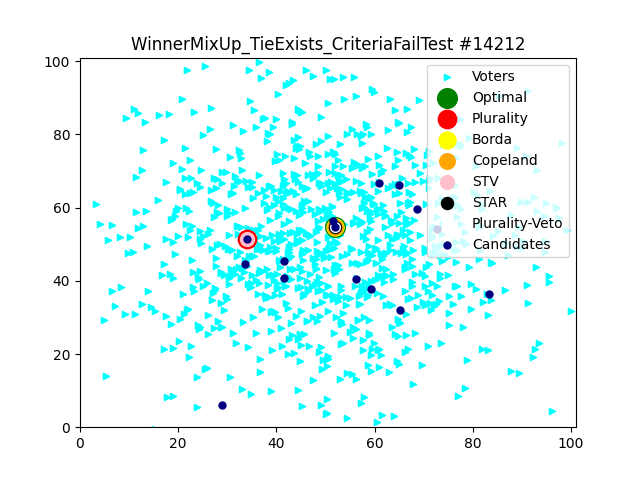 WinnerMixUp_TieExists_CriteriaFailTest #14212
Voters
Optimal
Plurality
Borda
Copeland
STV
STAR
Plurality-Veto
Candidates
100
80
60
40
20
0
0 20 40 60 80 100